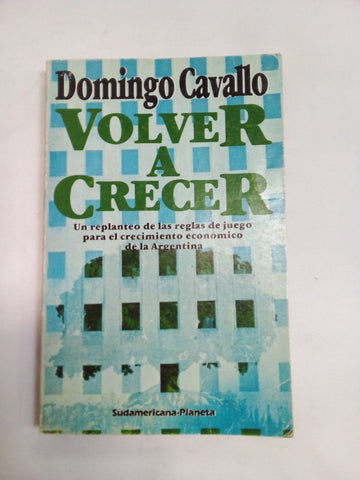 Domingo Cavallo
VOLVER
A
CRECER
Un replanteo de las reglas de juego
para el crecimiento económico
de la Argentina
Sudamericana-Planeta